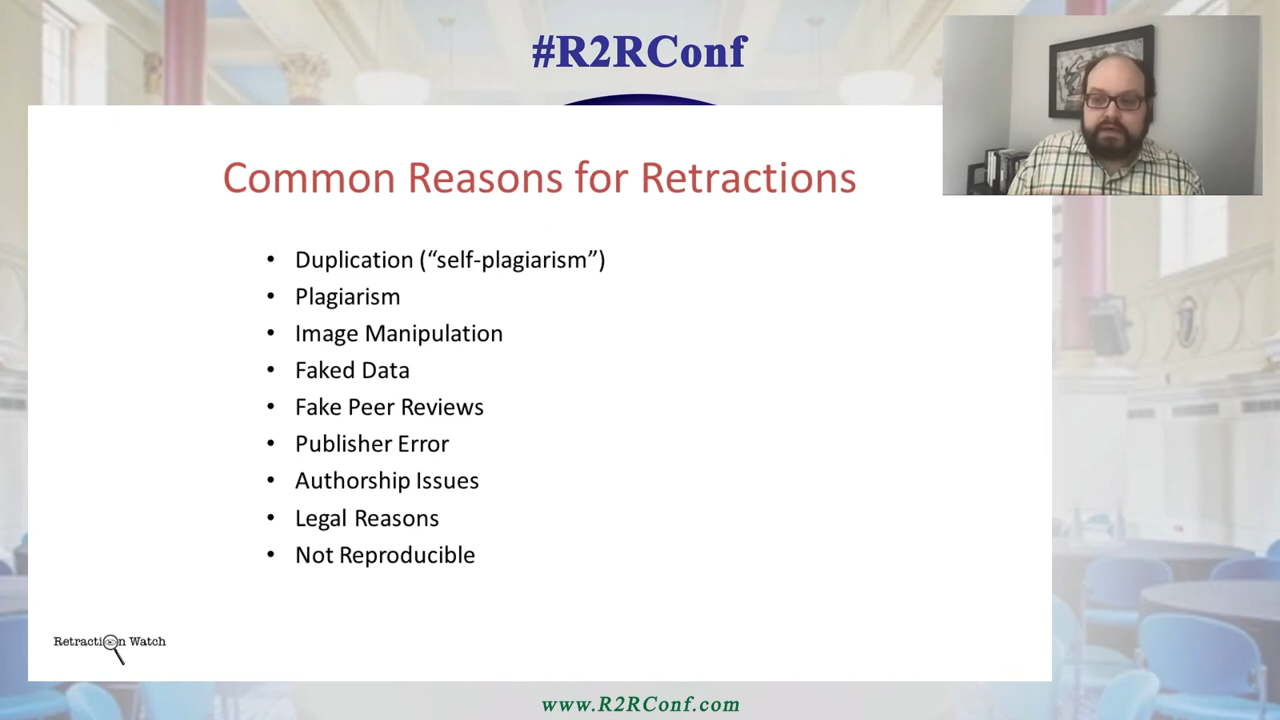 #R2RConf
Common Reasons for Retractions
• Duplication (“self-plagiarism”)
• Plagiarism
• Image Manipulation
• Faked Data
• Fake Peer Reviews
• Publisher Error
• Authorship Issues
• Legal Reasons
• Not Reproducible
Retraction Watch
www.R2RConf.com